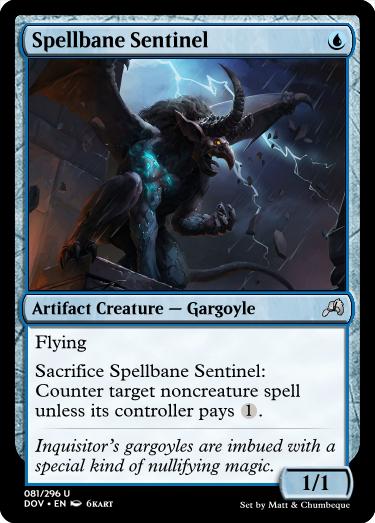 Spellbane Sentinel
Artifact Creature — Gargoyle
Flying
Sacrifice Spellbane Sentinel:
Counter target noncreature spell
unless its controller pays 1.
Inquisitor's gargoyles are imbued with a
special kind of nullifying magic.
1/1
081/296 U
DOV • EN 6KART
Set by Matt & Chumbeque